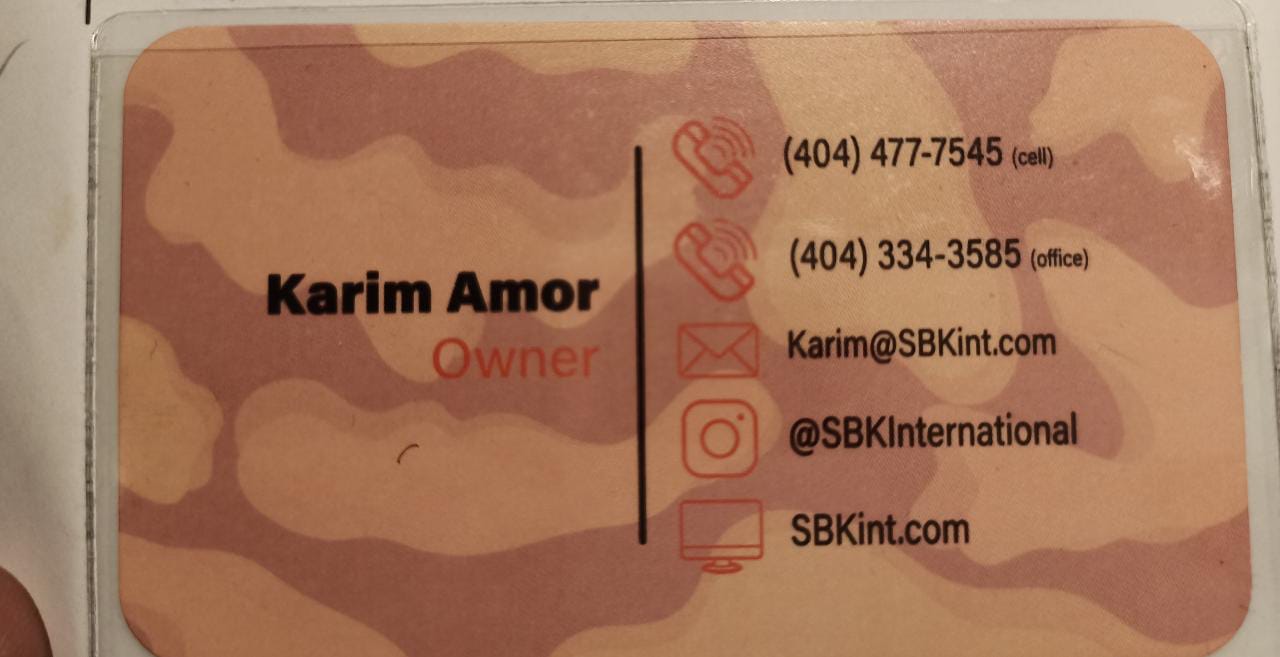 Karim Amor
Owner
(404) 477-7545 (cell)
(404) 334-3585 (office)
Karim@SBKint.com
@SBKInternational
SBKint.com